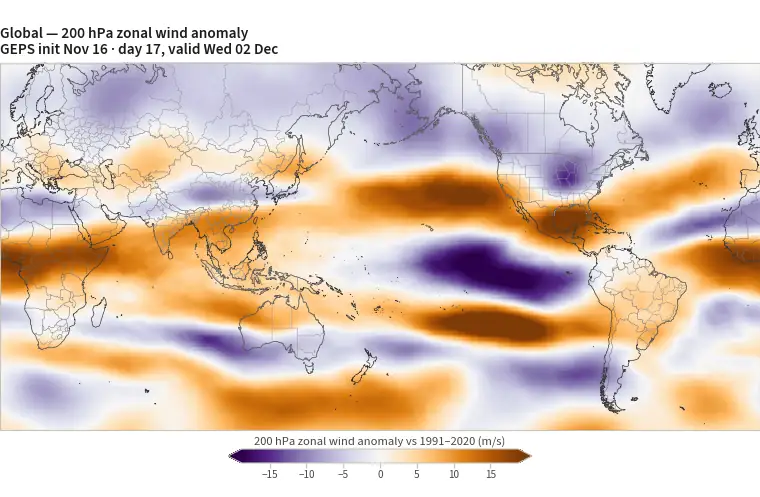 Global — 200 hPa zonal wind anomaly
GEPS init Nov 16 · day 17, valid Wed 02 Dec
200 hPa zonal wind anomaly vs 1991–2020 (m/s)
−15 −10 −5 0 5 10 15